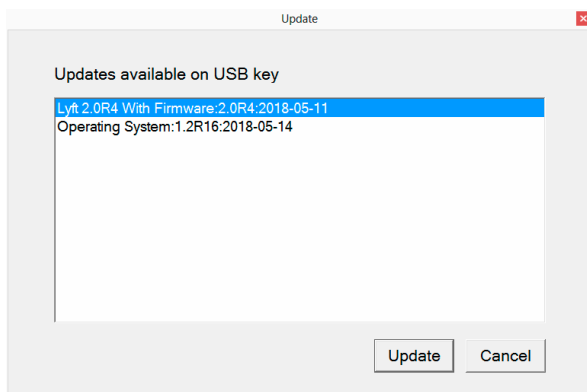 Update
Updates available on USB key
Lyft 2.0R4 With Firmware:2.0R4:2018-05-11
Operating System:1.2R16:2018-05-14
Update Cancel